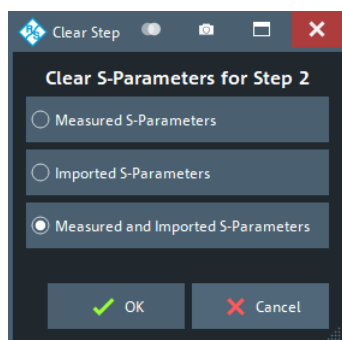 Clear Step
Clear S-Parameters for Step 2
Measured S-Parameters
Imported S-Parameters
Measured and Imported S-Parameters
OK
Cancel